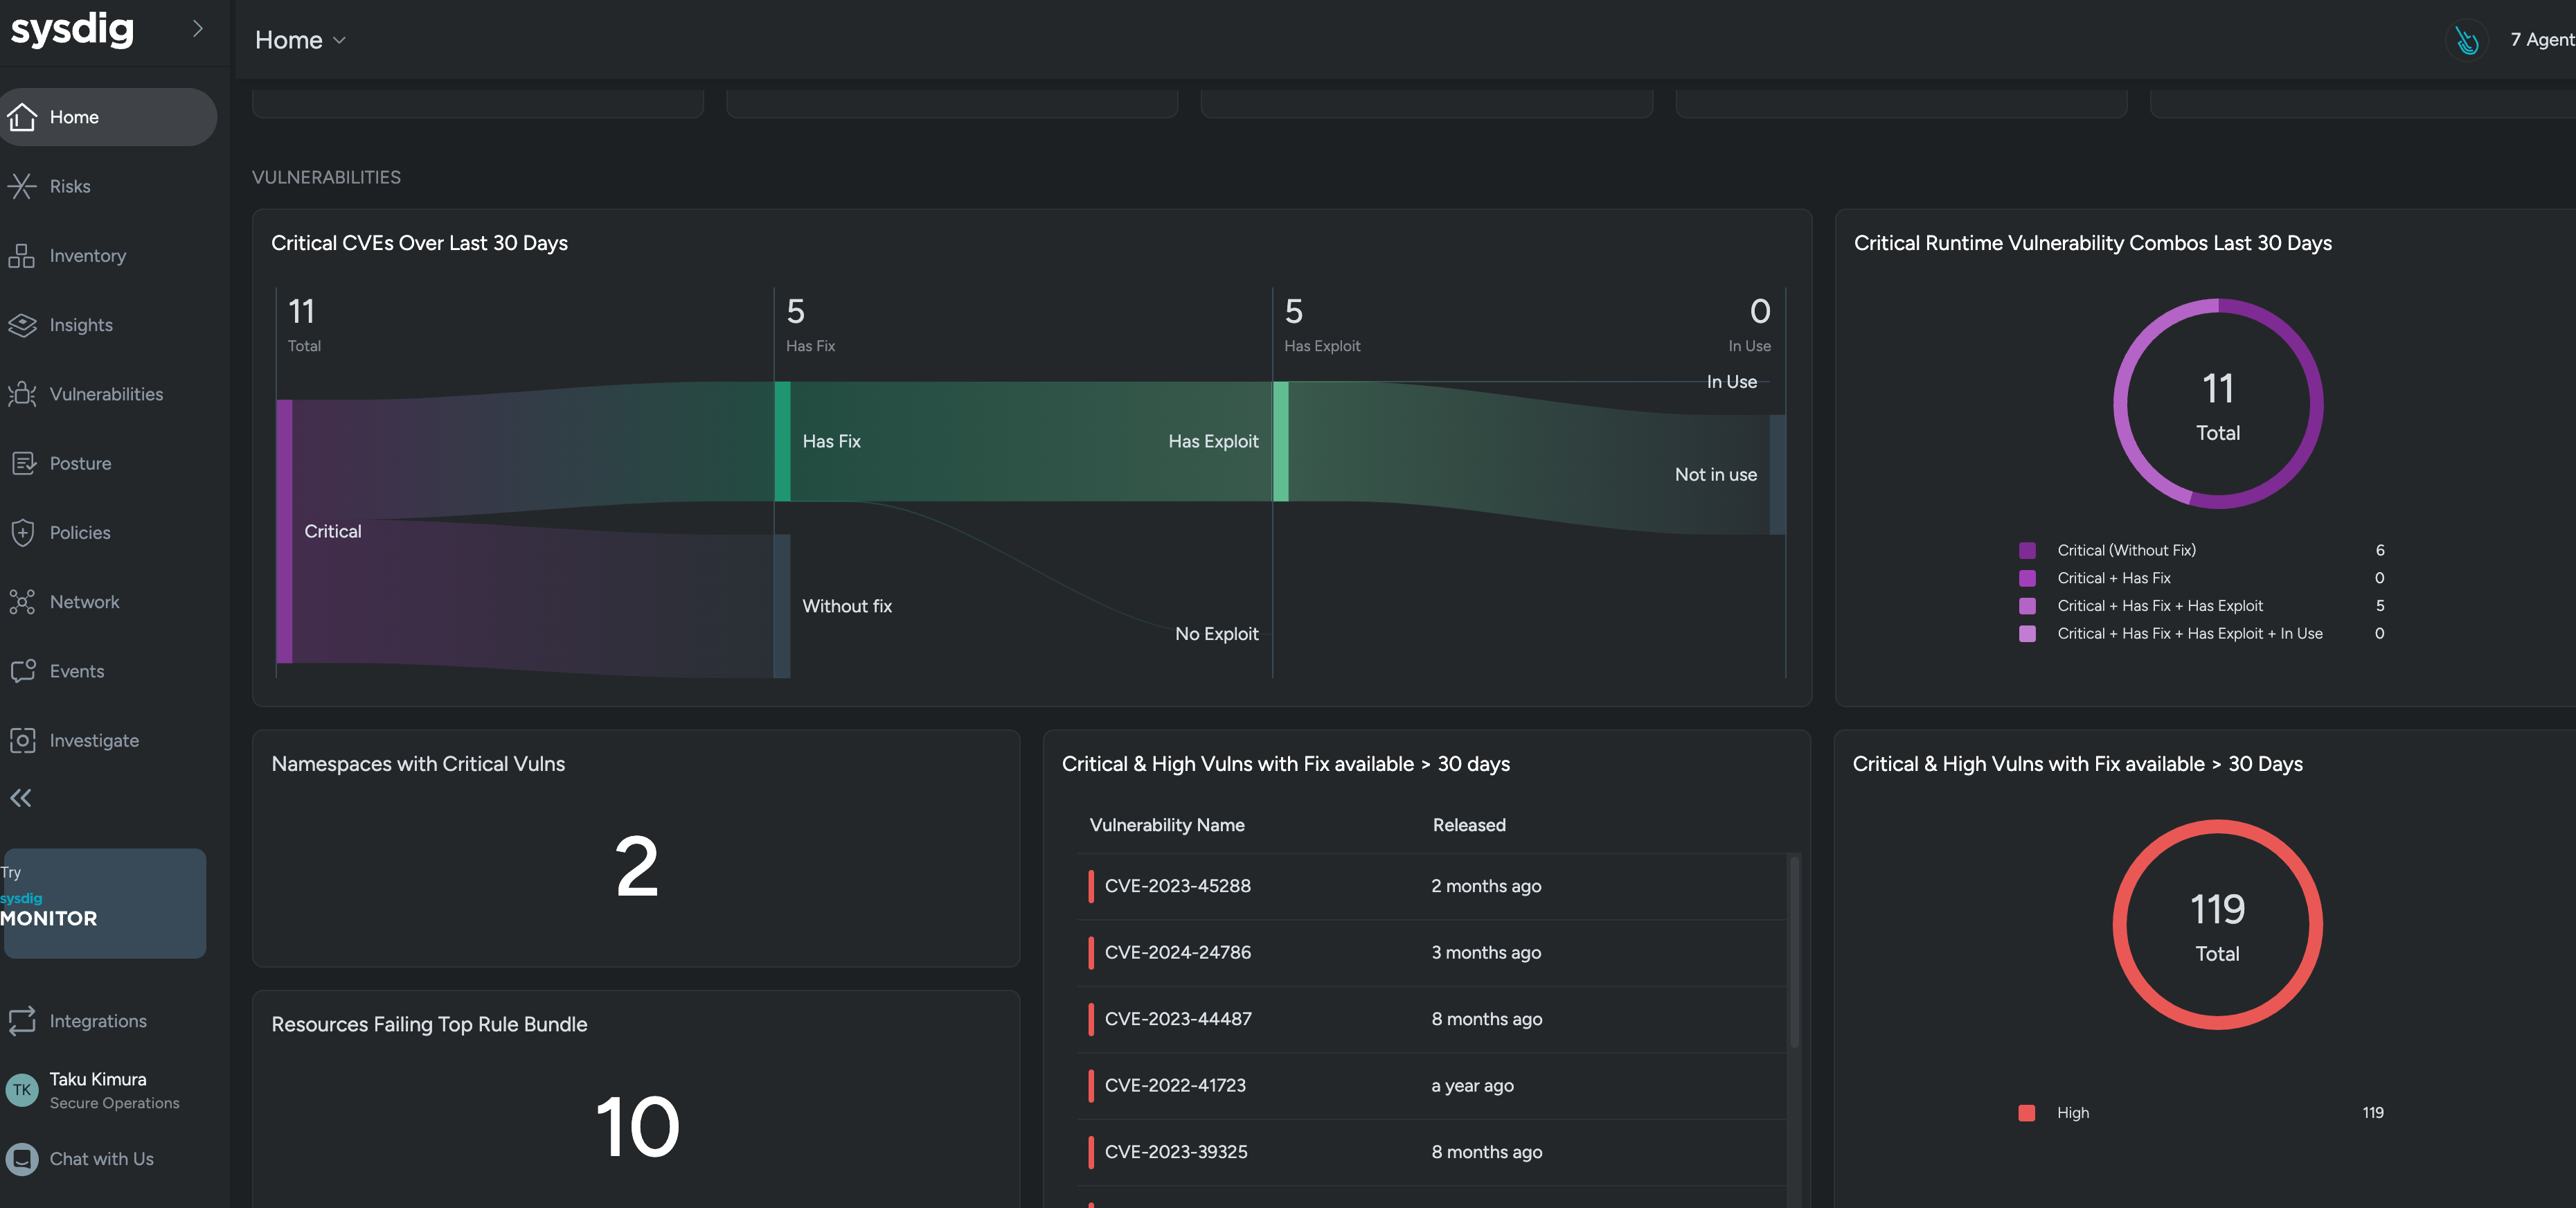 sysdig
Home
7 Agent
Home
Risks
Inventory
Insights
Vulnerabilities
Posture
Policies
Network
Events
Investigate
Try
sysdig
MONITOR
Integrations
TK
Taku Kimura
Secure Operations
Chat with Us
VULNERABILITIES
Critical CVEs Over Last 30 Days
11
Total
5
Has Fix
5
Has Exploit
0
In Use
In Use
Has Fix
Has Exploit
Not in use
Critical
Without fix
No Exploit
Critical Runtime Vulnerability Combos Last 30 Days
11
Total
Critical (Without Fix) 6
Critical + Has Fix 0
Critical + Has Fix + Has Exploit 5
Critical + Has Fix + Has Exploit + In Use 0
Namespaces with Critical Vulns
2
Resources Failing Top Rule Bundle
10
Critical & High Vulns with Fix available > 30 days
Vulnerability Name Released
CVE-2023-45288 2 months ago
CVE-2024-24786 3 months ago
CVE-2023-44487 8 months ago
CVE-2022-41723 a year ago
CVE-2023-39325 8 months ago
Critical & High Vulns with Fix available > 30 Days
119
Total
High 119